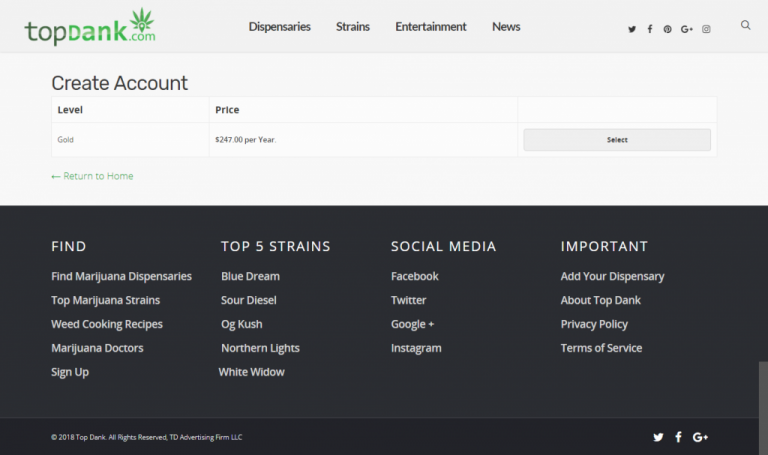 topDank.com
Dispensaries Strains Entertainment News
Create Account
Level Price
Gold $247.00 per Year. Select
← Return to Home
FIND TOP 5 STRAINS SOCIAL MEDIA IMPORTANT
Find Marijuana Dispensaries Blue Dream Facebook Add Your Dispensary
Top Marijuana Strains Sour Diesel Twitter About Top Dank
Weed Cooking Recipes Og Kush Google + Privacy Policy
Marijuana Doctors Northern Lights Instagram Terms of Service
Sign Up White Widow
© 2018 Top Dank. All Rights Reserved, TD Advertising Firm LLC